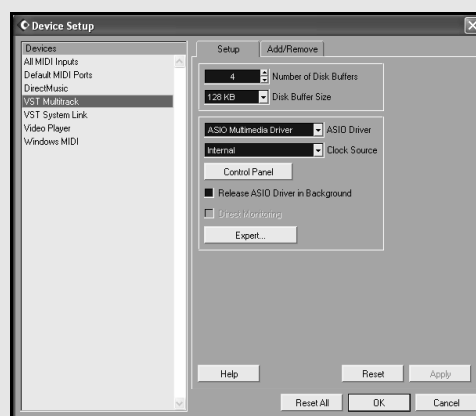 Device Setup
Devices
All MIDI Inputs
Default MIDI Ports
DirectMusic
VST Multitrack
VST System Link
Video Player
Windows MIDI
Setup
Add/Remove
4 Number of Disk Buffers
128 KB Disk Buffer Size
ASIO Multimedia Driver ASIO Driver
Internal Clock Source
Control Panel
Release ASIO Driver in Background
Direct Monitoring
Expert...
Help Reset Apply
Reset All OK Cancel